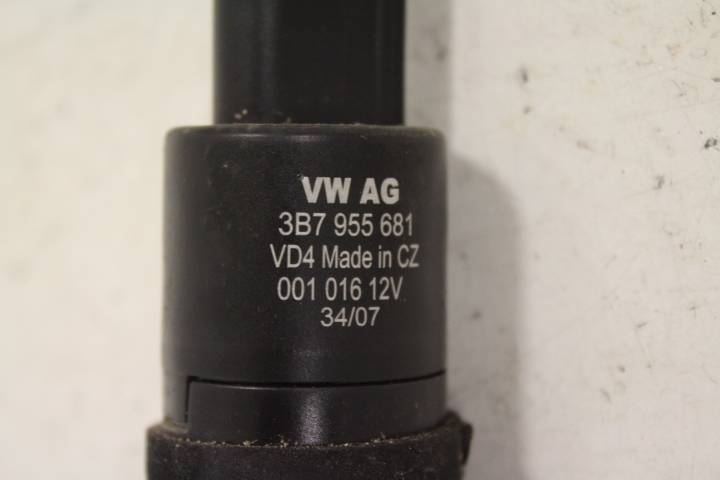 VW AG
3B7 955 681
VD4 Made in CZ
001 016 12V
34/07